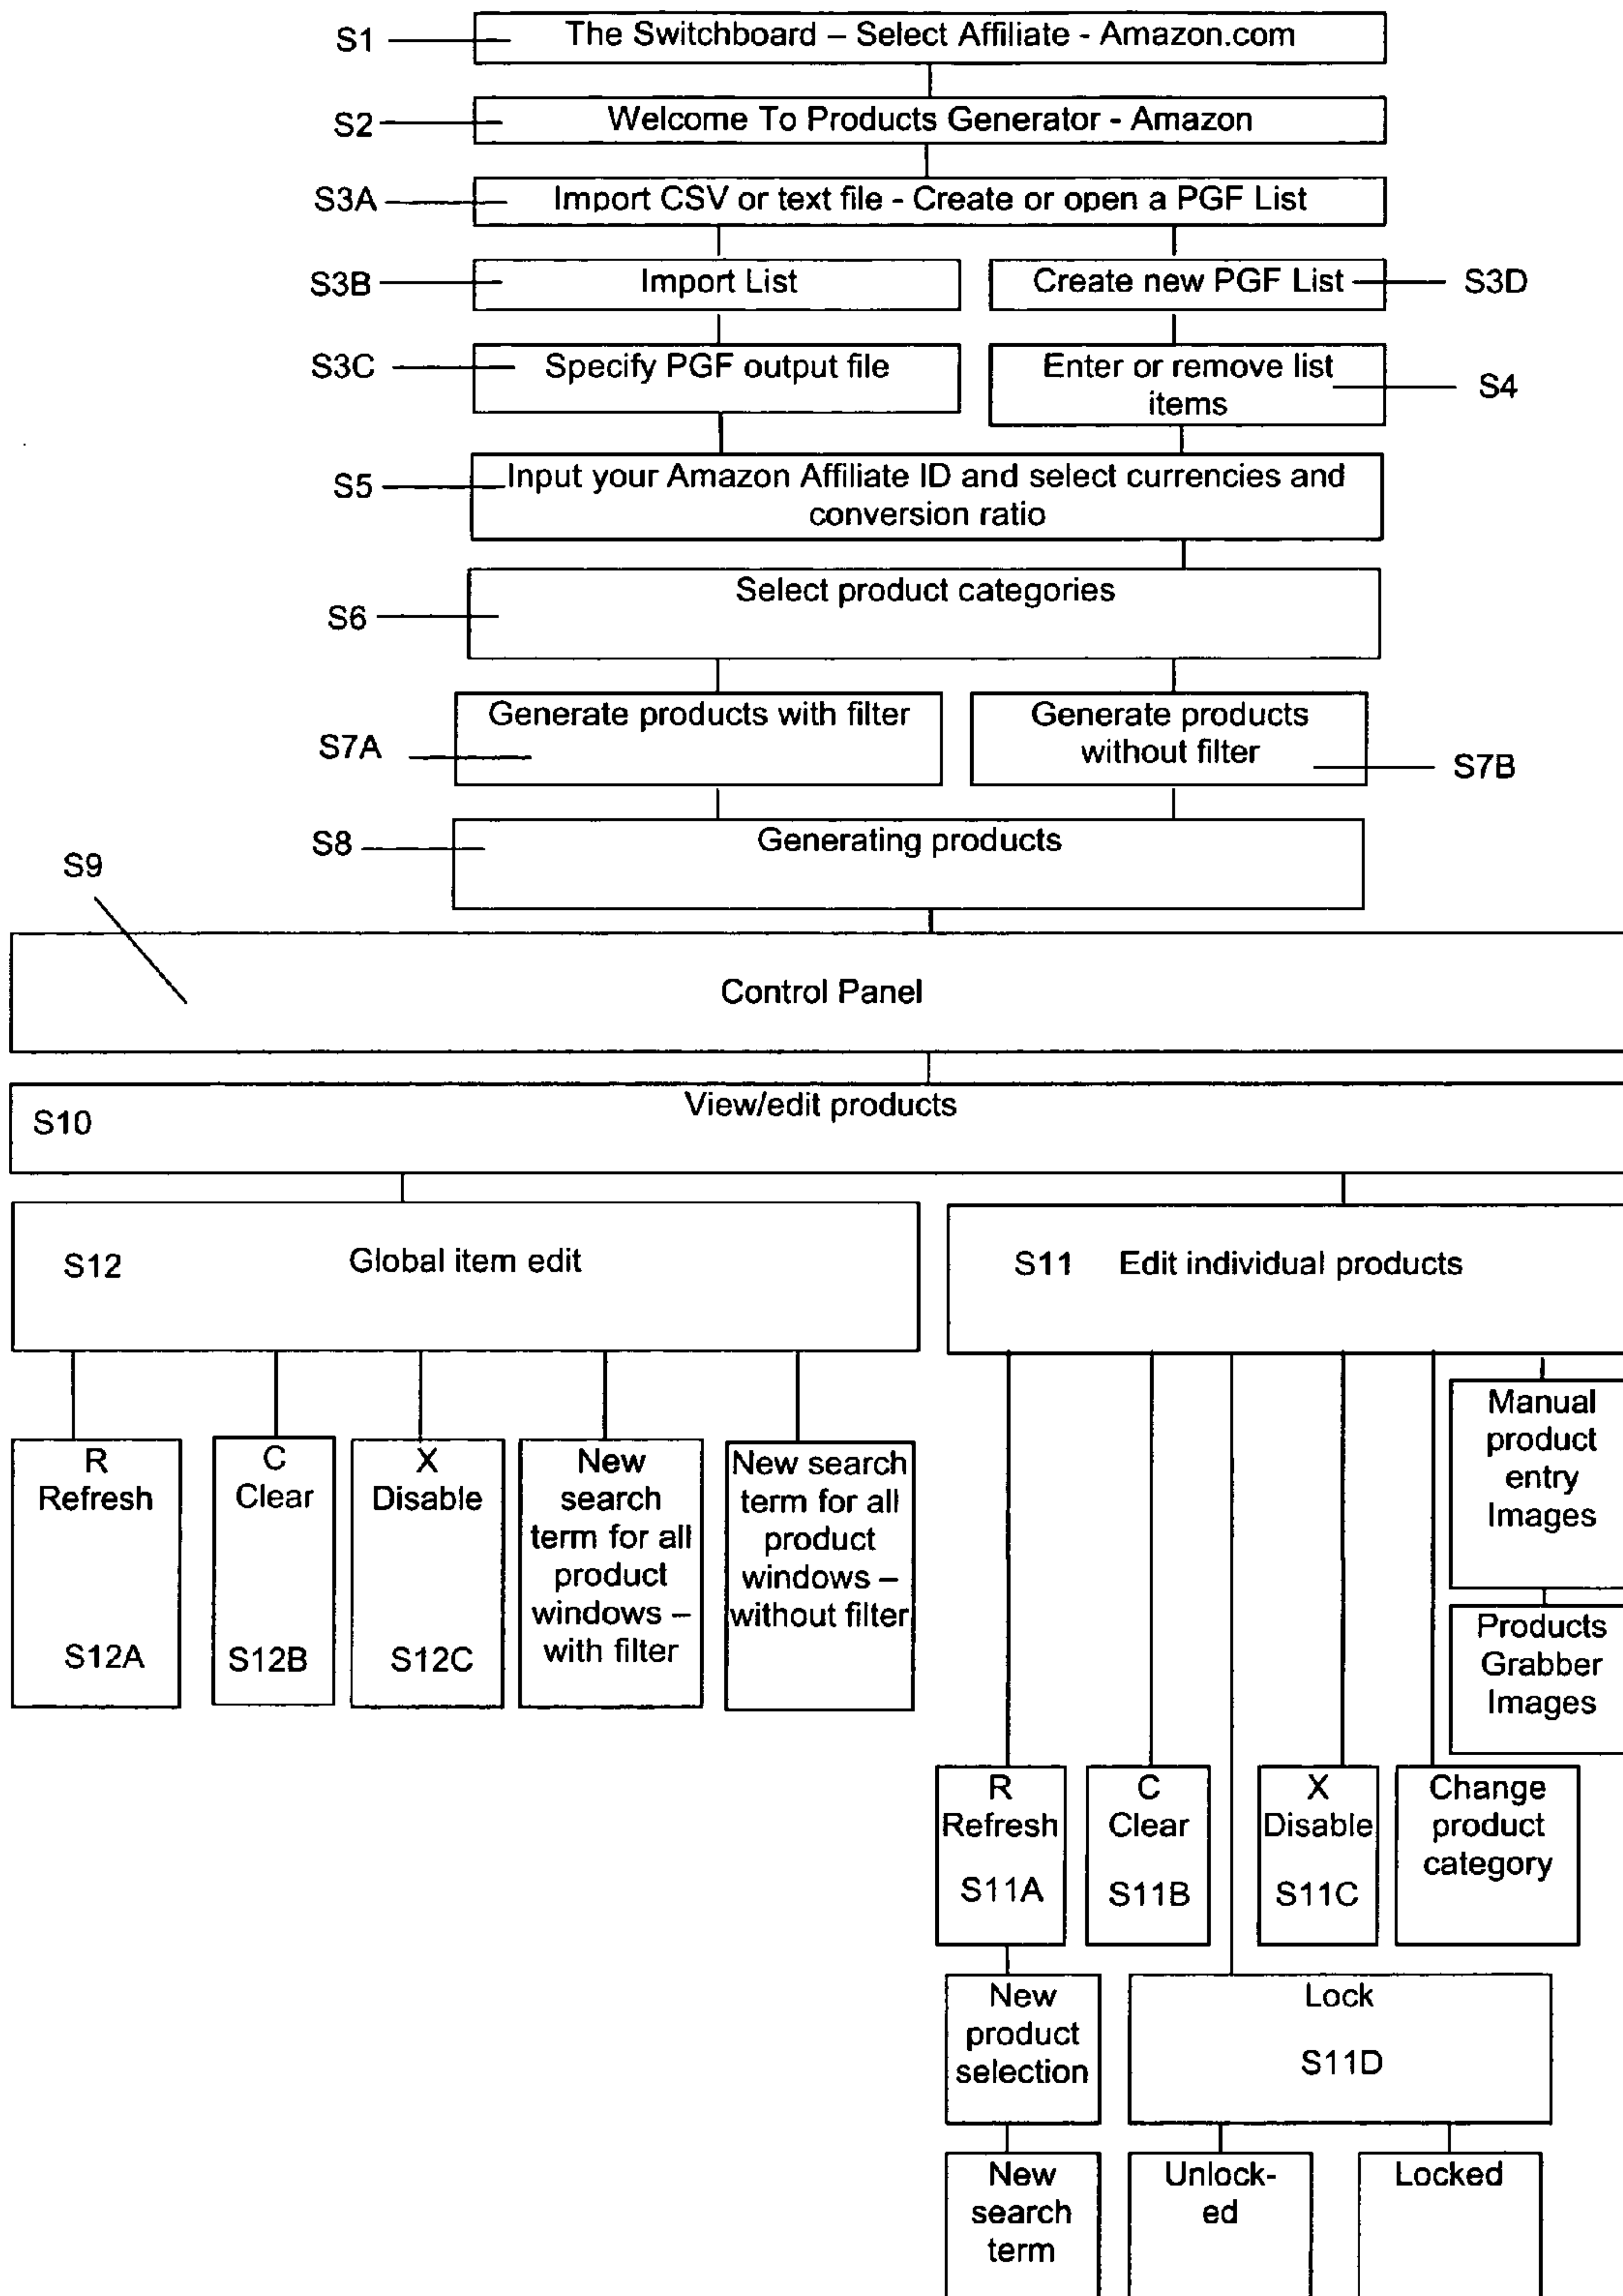 S1
The Switchboard – Select Affiliate - Amazon.com
S2
Welcome To Products Generator - Amazon
S3A
Import CSV or text file - Create or open a PGF List
S3B
Import List
Create new PGF List
S3D
S3C
Specify PGF output file
Enter or remove list
items
S4
S5
Input your Amazon Affiliate ID and select currencies and
conversion ratio
S6
Select product categories
S7A
Generate products with filter
Generate products
without filter
S7B
S8
Generating products
S9
Control Panel
S10
View/edit products
S12
Global item edit
S11
Edit individual products
R
Refresh
S12A
C
Clear
S12B
X
Disable
S12C
New
search
term for all
product
windows –
with filter
New search
term for all
product
windows –
without filter
Manual
product
entry
Images
Products
Grabber
Images
R
Refresh
S11A
C
Clear
S11B
X
Disable
S11C
Change
product
category
New
product
selection
Lock
S11D
New
search
term
Unlock-
ed
Locked